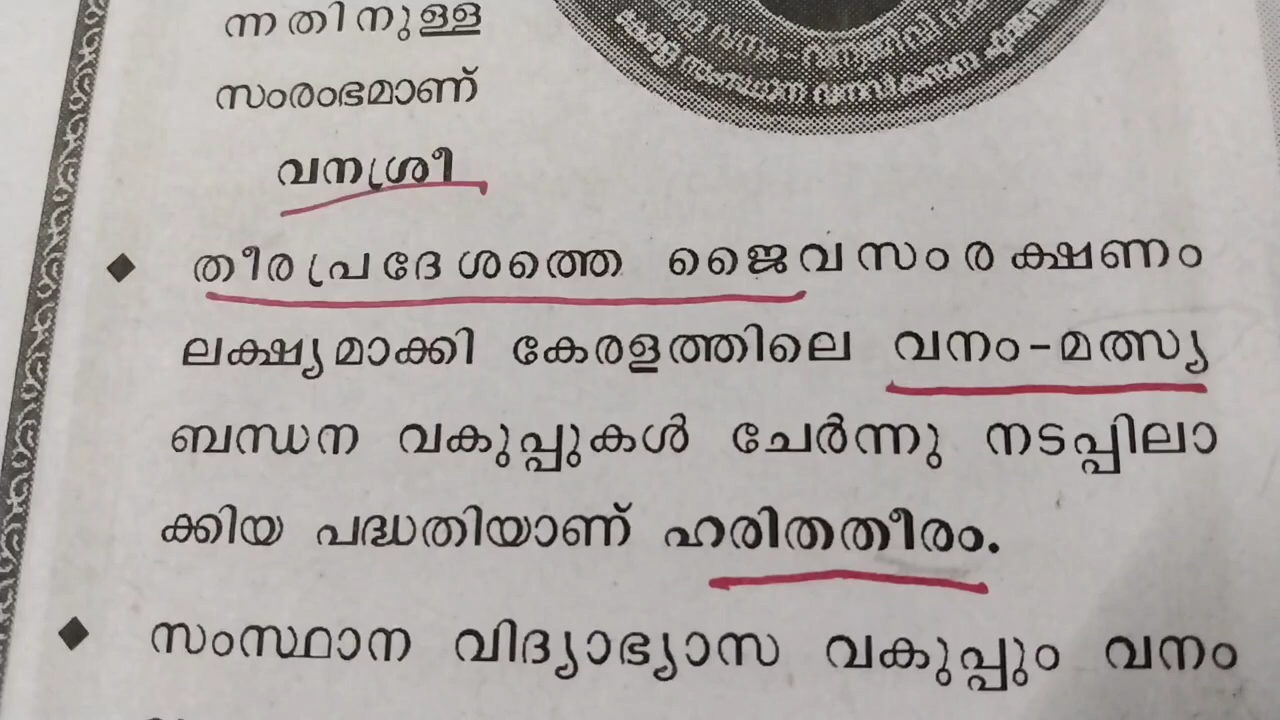 ന്നതിനുള്ള
സംരംഭമാണ്
വനശ്രീ
തീരപ്രദേശത്തെ ജൈവസംരക്ഷണം
ലക്ഷ്യമാക്കി കേരളത്തിലെ വനം-മത്സ്യ
ബന്ധന വകുപ്പുകൾ ചേർന്നു നടപ്പിലാ
ക്കിയ പദ്ധതിയാണ് ഹരിതതീരം.
സംസ്ഥാന വിദ്യാഭ്യാസ വകുപ്പും വനം